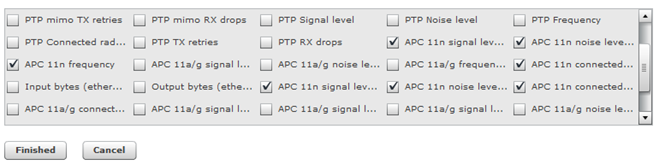 PTP mimo TX retries PTP mimo RX drops PTP Signal level PTP Noise level PTP Frequency
PTP Connected rad... PTP TX retries PTP RX drops APC 11n signal lev... APC 11n noise leve...
APC 11n frequency APC 11a/g signal l... APC 11a/g noise le... APC 11a/g frequen... APC 11n connected...
Input bytes (ether... Output bytes (ethe... APC 11n signal lev... APC 11n noise leve... APC 11n connected...
APC 11a/g connect... APC 11a/g signal l... APC 11a/g signal l... APC 11a/g signal l... APC 11a/g noise le...
Finished Cancel